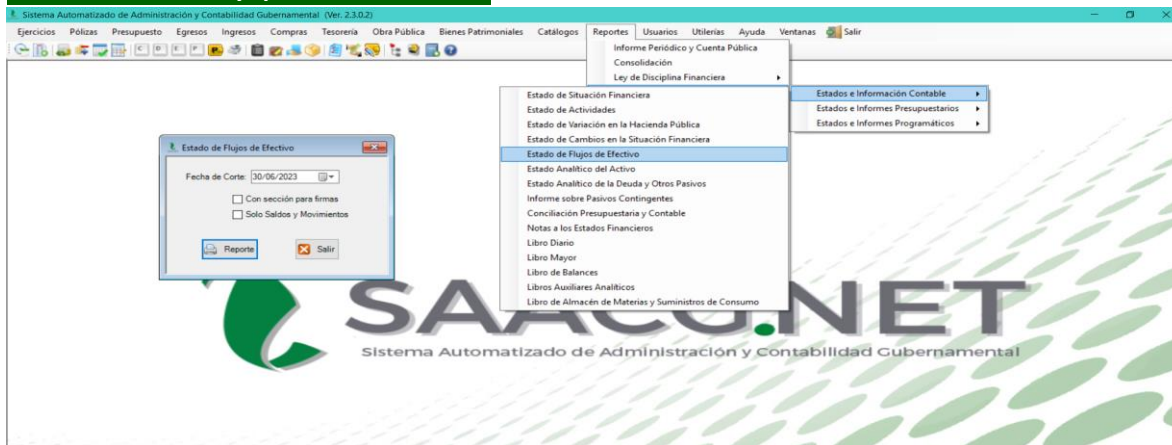 Sistema Automatizado de Administración y Contabilidad Gubernamental (Ver. 2.3.0.2)
Ejercicios Pólizas Presupuesto Egresos Ingresos Compras Tesorería Obra Pública Bienes Patrimoniales Catálogos Reportes Usuarios Utilerías Ayuda Ventanas Salir
Informe Periódico y Cuenta Pública
Consolidación
Ley de Disciplina Financiera
Estados e Información Contable
Estados e Informes Presupuestarios
Estados e Informes Programáticos
Estado de Situación Financiera
Estado de Actividades
Estado de Variación en la Hacienda Pública
Estado de Cambios en la Situación Financiera
Estado de Flujos de Efectivo
Estado Analítico del Activo
Estado Analítico de la Deuda y Otros Pasivos
Informe sobre Pasivos Contingentes
Conciliación Presupuestaria y Contable
Notas a los Estados Financieros
Libro Diario
Libro Mayor
Libro de Balances
Libros Auxiliares Analíticos
Libro de Almacén de Materias y Suministros de Consumo
Estado de Flujos de Efectivo
Fecha de Corte: 30/06/2023
Con sección para firmas
Solo Saldos y Movimientos
Reporte Salir
SAACG.NET
Sistema Automatizado de Administración y Contabilidad Gubernamental